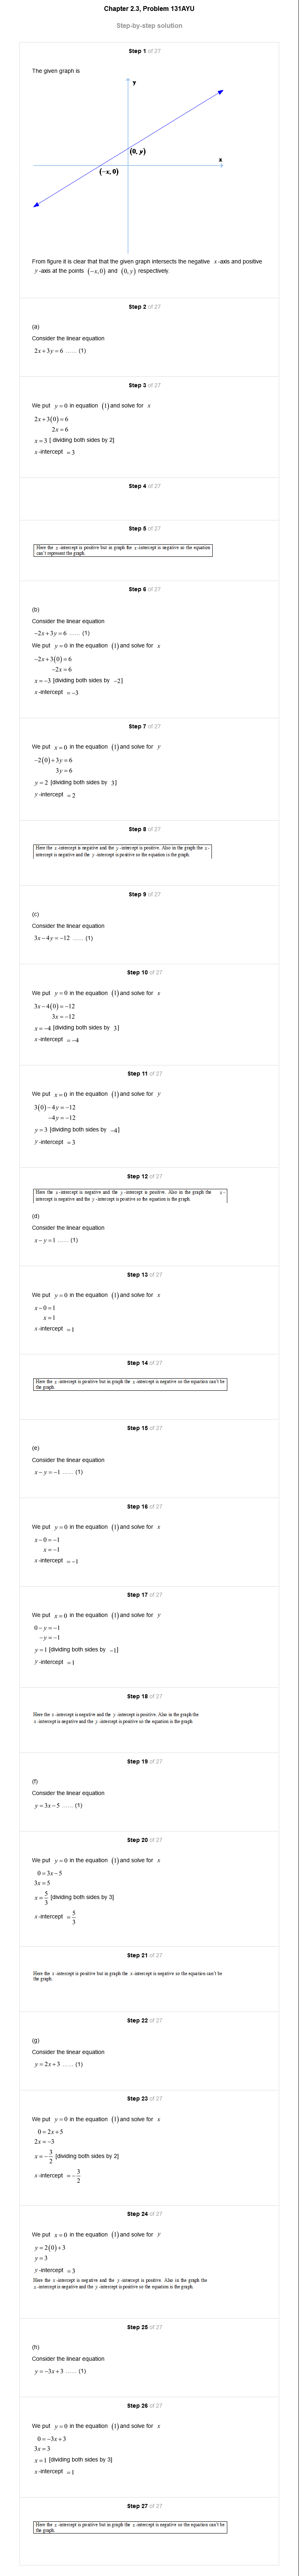 Chapter 2.3, Problem 131AYU
Step-by-step solution
Step 1 of 27
The given graph is
y
(0, y)
x
(−x, 0)
From figure it is clear that that the given graph intersects the negative x-axis and positive
y-axis at the points (−x,0) and (0,y) respectively.
Step 2 of 27
(a)
Consider the linear equation
2x+3y=6 ...... (1)
Step 3 of 27
We put y=0 in equation (1) and solve for x
2x+3(0)=6
2x=6
x=3 [ dividing both sides by 2]
x-intercept =3
Step 4 of 27
Step 5 of 27
Here the x-intercept is positive but in graph the x-intercept is negative so the equation
can't represent the graph.
Step 6 of 27
(b)
Consider the linear equation
−2x+3y=6 ...... (1)
We put y=0 in the equation (1) and solve for x
−2x+3(0)=6
−2x=6
x=−3 [dividing both sides by −2]
x-intercept =−3
Step 7 of 27
We put x=0 in the equation (1) and solve for y
−2(0)+3y=6
3y=6
y=2 [dividing both sides by 3]
y-intercept =2
Step 8 of 27
Here the x-intercept is negative and the y-intercept is positive. Also in the graph the x-
intercept is negative and the y-intercept is positive so the equation is the graph.
Step 9 of 27
(c)
Consider the linear equation
3x−4y=−12 ...... (1)
Step 10 of 27
We put y=0 in the equation (1) and solve for x
3x−4(0)=−12
3x=−12
x=−4 [dividing both sides by 3]
x-intercept =−4
Step 11 of 27
We put x=0 in the equation (1) and solve for y
3(0)−4y=−12
−4y=−12
y=3 [dividing both sides by −4]
y-intercept =3
Step 12 of 27
Here the x-intercept is negative and the y-intercept is positive. Also in the graph the x-
intercept is negative and the y-intercept is positive so the equation is the graph.
(d)
Consider the linear equation
x−y=1 ...... (1)
Step 13 of 27
We put y=0 in the equation (1) and solve for x
x−0=1
x=1
x-intercept =1
Step 14 of 27
Here the x-intercept is positive but in graph the x-intercept is negative so the equation can't be
the graph.
Step 15 of 27
(e)
Consider the linear equation
x−y=−1 ...... (1)
Step 16 of 27
We put y=0 in the equation (1) and solve for x
x−0=−1
x=−1
x-intercept =−1
Step 17 of 27
We put x=0 in the equation (1) and solve for y
0−y=−1
−y=−1
y=1 [dividing both sides by −1]
y-intercept =1
Step 18 of 27
Here the x-intercept is negative and the y-intercept is positive. Also in the graph the
x-intercept is negative and the y-intercept is positive so the equation is the graph.
Step 19 of 27
(f)
Consider the linear equation
y=3x−5 ...... (1)
Step 20 of 27
We put y=0 in the equation (1) and solve for x
0=3x−5
3x=5
x=5/3 [dividing both sides by 3]
x-intercept =5/3
Step 21 of 27
Here the x-intercept is positive but in graph the x-intercept is negative so the equation can't be
the graph.
Step 22 of 27
(g)
Consider the linear equation
y=2x+3 ...... (1)
Step 23 of 27
We put y=0 in the equation (1) and solve for x
0=2x+5
2x=−3
x=−3/2 [dividing both sides by 2]
x-intercept =−3/2
Step 24 of 27
We put x=0 in the equation (1) and solve for y
y=2(0)+3
y=3
y-intercept =3
Here the x-intercept is negative and the y-intercept is positive. Also in the graph the
x-intercept is negative and the y-intercept is positive so the equation is the graph.
Step 25 of 27
(h)
Consider the linear equation
y=−3x+3 ...... (1)
Step 26 of 27
We put y=0 in the equation (1) and solve for x
0=−3x+3
3x=3
x=1 [dividing both sides by 3]
x-intercept =1
Step 27 of 27
Here the x-intercept is positive but in graph the x-intercept is negative so the equation can't be
the graph.